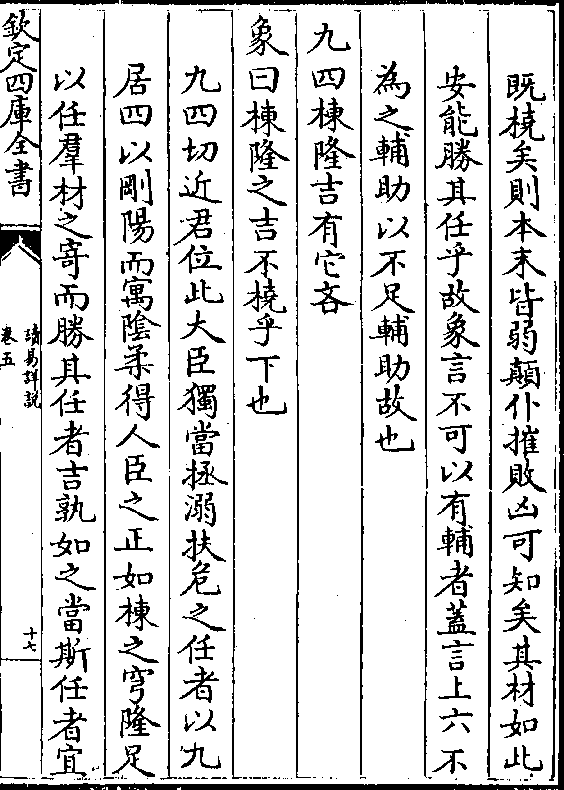 既橈矣則本末皆弱顛仆摧敗凶可知矣其材如此
安能勝其任乎故象言不可以有輔者蓋言上六不
為之輔助以不足輔助故也
九四棟隆吉有它吝
象曰棟隆之吉不橈乎下也
九四切近君位此大臣獨當拯溺扶危之任者以九
居四以剛陽而寓陰柔得人臣之正如棟之穹隆足
以任羣材之寄而勝其任者吉孰如之當斯任者宜
欽定四庫全書
讀易詳說
卷五
十七